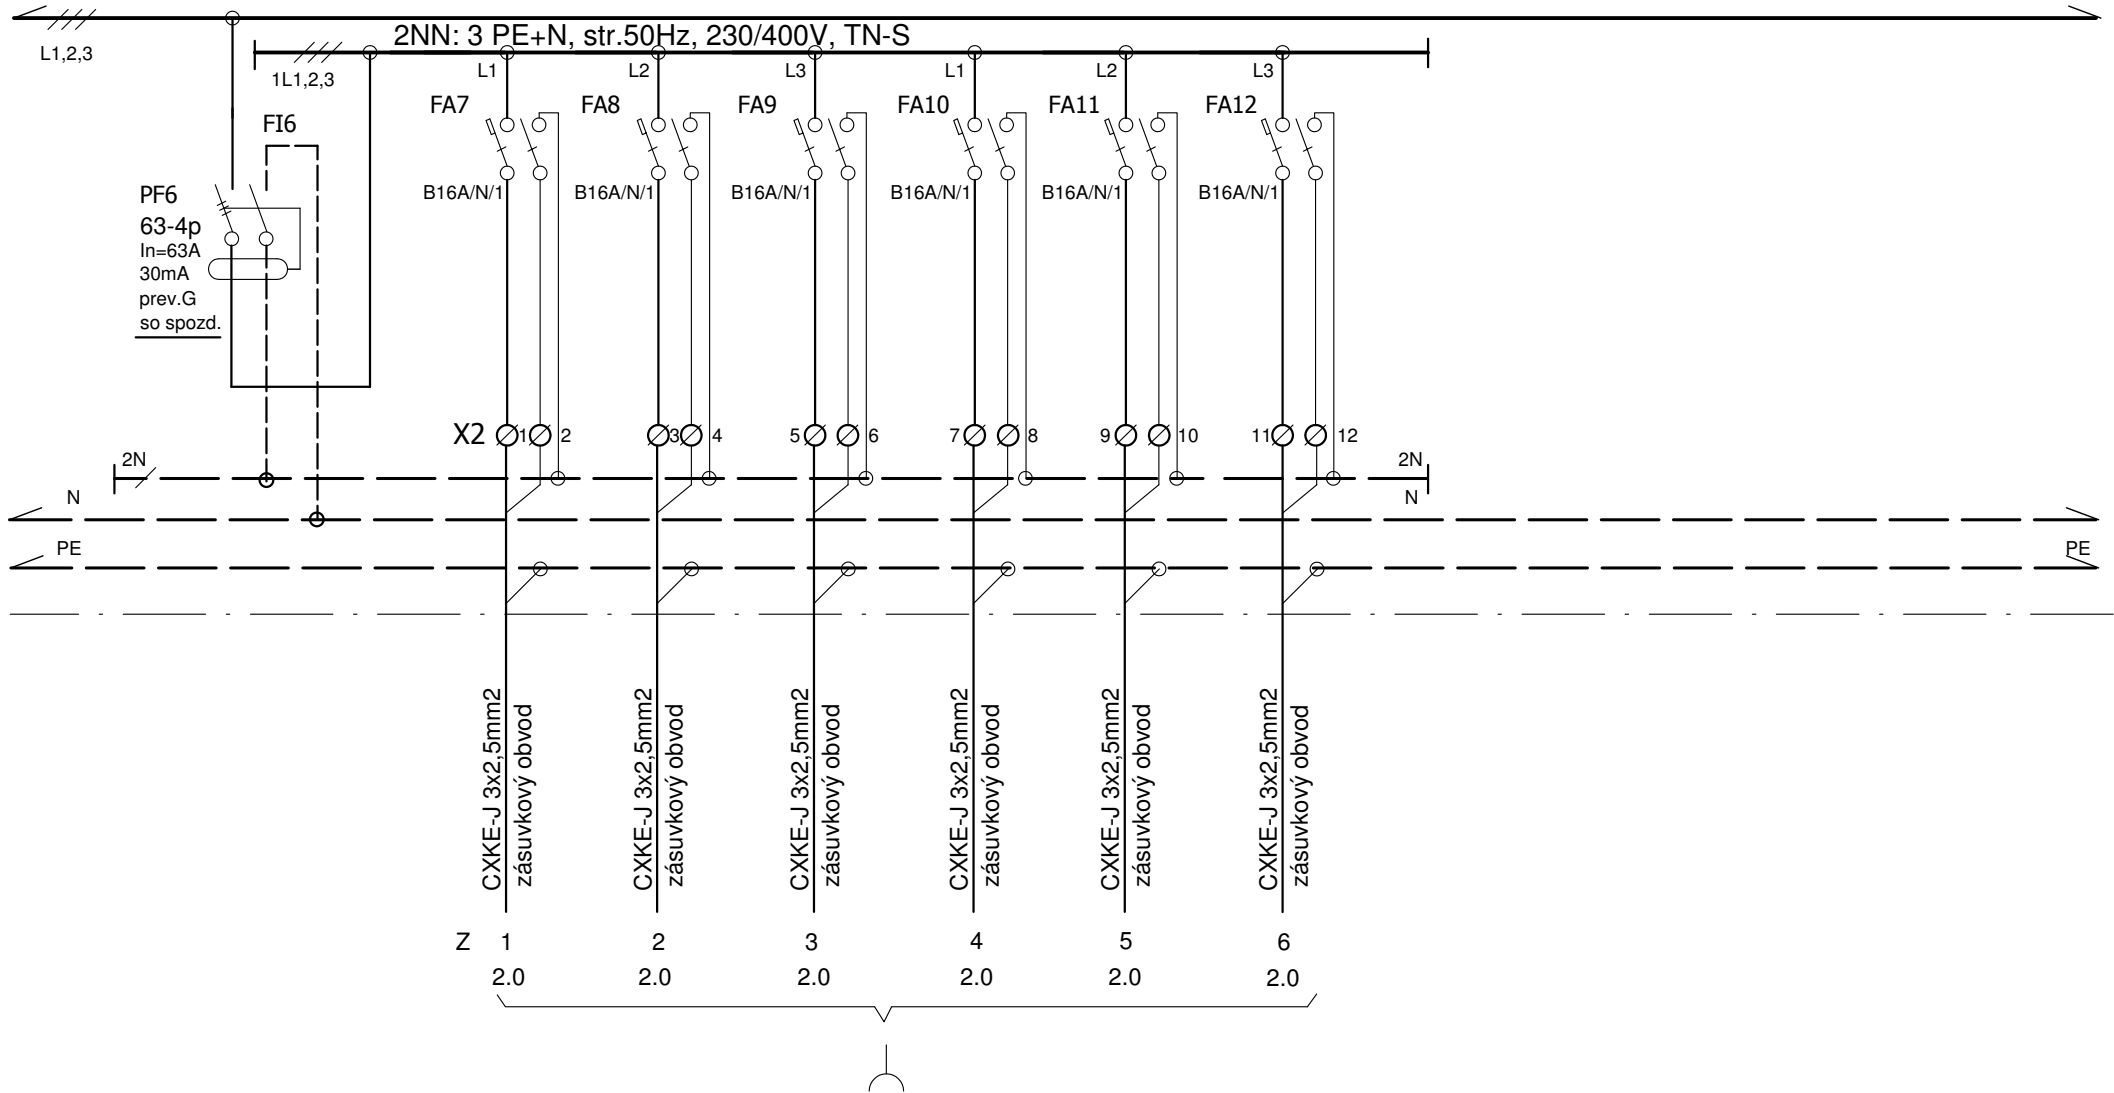 L1,2,3
2NN: 3 PE+N, str.50Hz, 230/400V, TN-S
1L1,2,3
L1 L2 L3 L1 L2 L3
FA7 FA8 FA9 FA10 FA11 FA12
FI6
B16A/N/1 B16A/N/1 B16A/N/1 B16A/N/1 B16A/N/1 B16A/N/1
PF6
63-4p
In=63A
30mA
prev.G
so spozd.
X2 1 2 3 4 5 6 7 8 9 10 11 12
2N 2N
N N
PE PE
CXKE-J 3x2,5mm2
zásuvkový obvod
CXKE-J 3x2,5mm2
zásuvkový obvod
CXKE-J 3x2,5mm2
zásuvkový obvod
CXKE-J 3x2,5mm2
zásuvkový obvod
CXKE-J 3x2,5mm2
zásuvkový obvod
CXKE-J 3x2,5mm2
zásuvkový obvod
Z 1 2 3 4 5 6
2.0 2.0 2.0 2.0 2.0 2.0